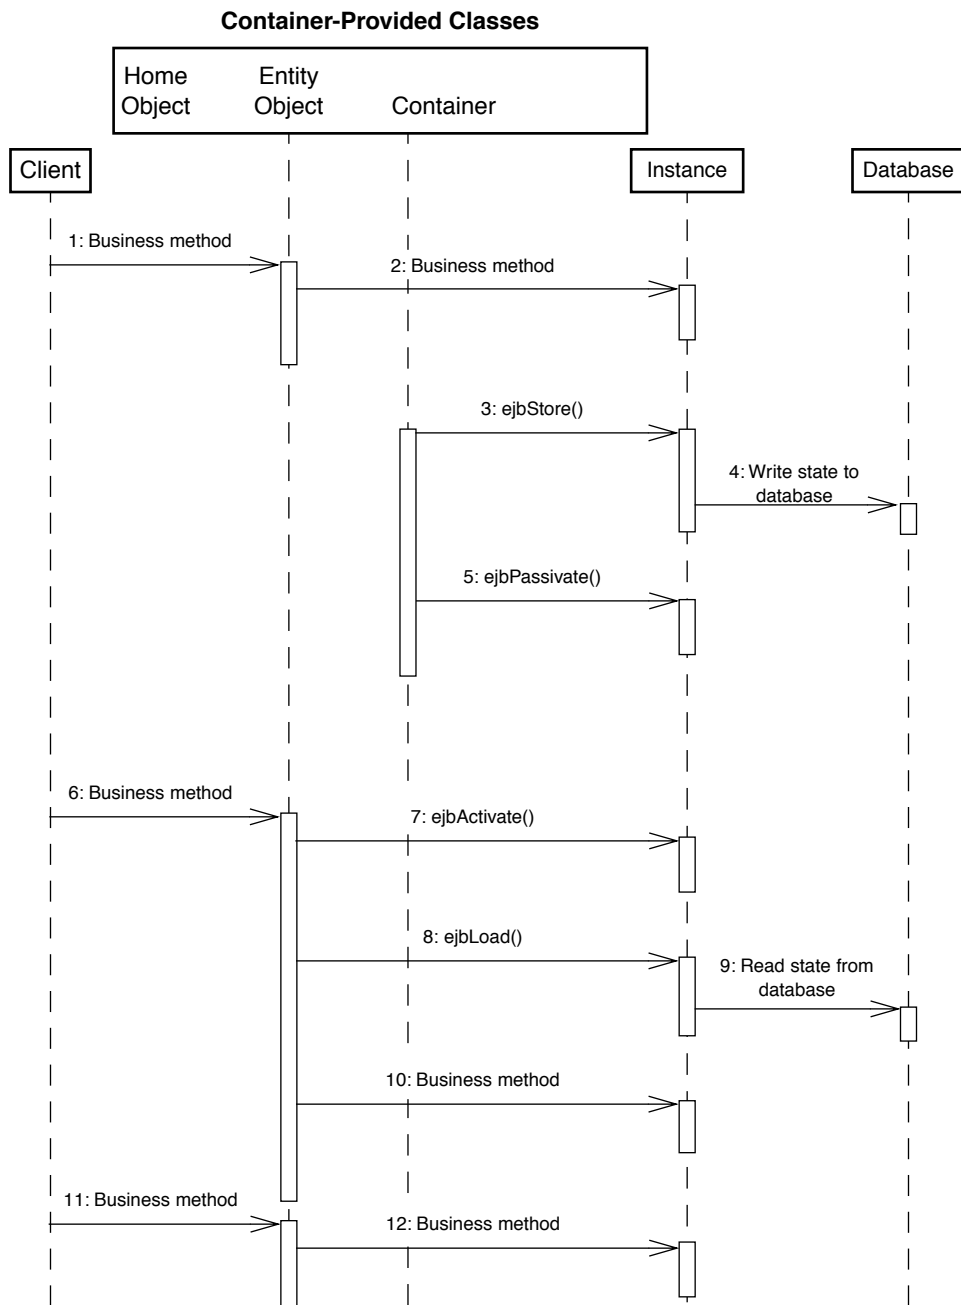 Container-Provided Classes
Home Object
Entity Object
Container
Client
Instance
Database
1: Business method
2: Business method
3: ejbStore()
4: Write state to
database
5: ejbPassivate()
6: Business method
7: ejbActivate()
8: ejbLoad()
9: Read state from
database
10: Business method
11: Business method
12: Business method